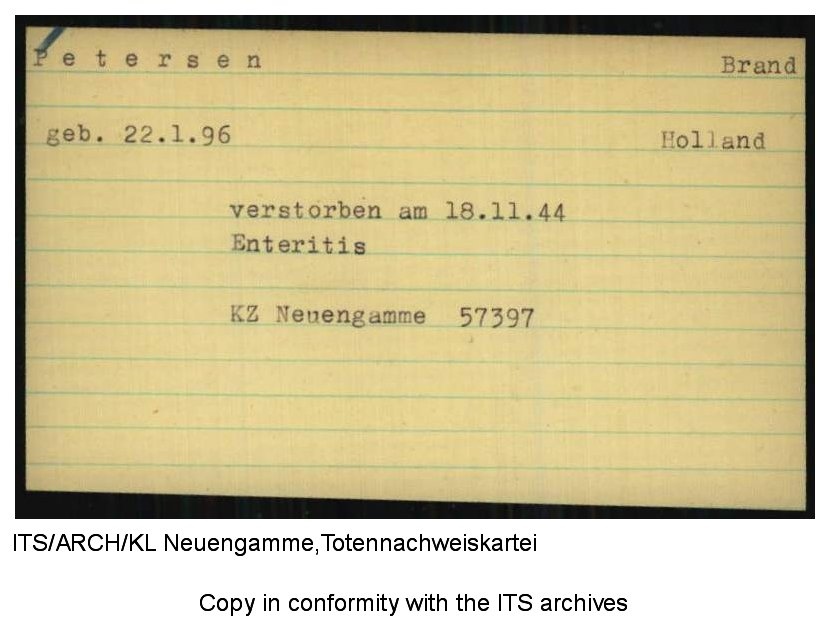 P e t e r s e n Brand
geb. 22.1.96 Holland
verstorben am 18.11.44
Enteritis
KZ Neuengamme 57397
ITS/ARCH/KL Neuengamme,Totennachweiskartei
Copy in conformity with the ITS archives